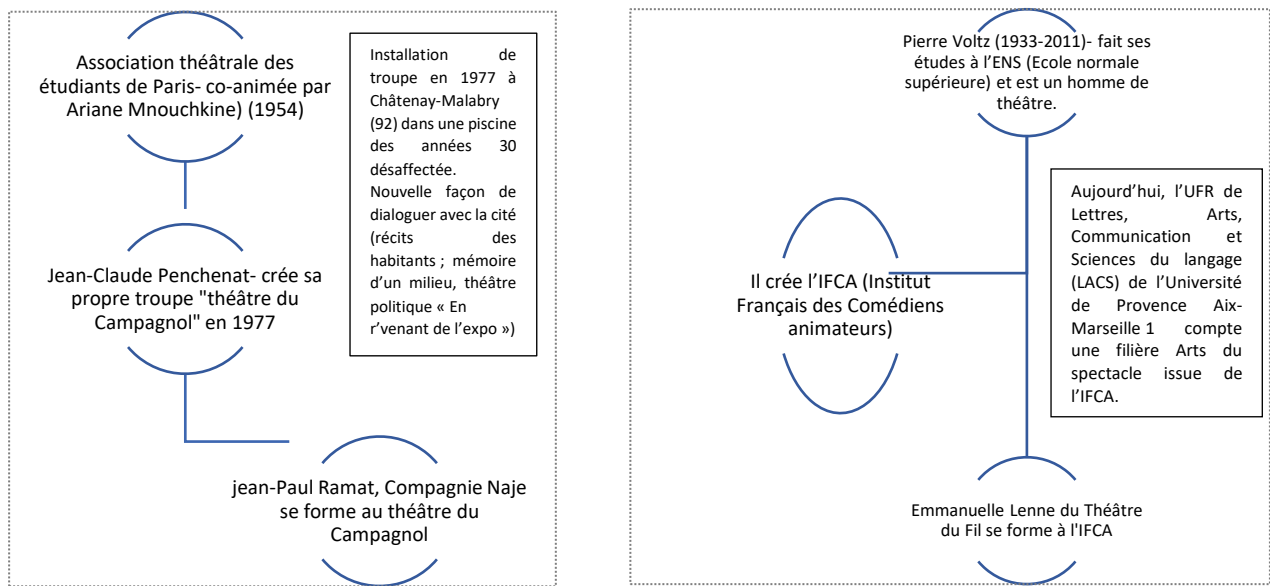 Association théâtrale des
étudiants de Paris- co-animée par
Ariane Mnouchkine) (1954)
Installation de
troupe en 1977 à
Châtenay-Malabry
(92) dans une piscine
des années 30
désaffectée.
Nouvelle façon de
dialoguer avec la cité
(récits des
habitants ; mémoire
d’un milieu, théâtre
politique « En
r’venant de l’expo »)
Jean-Claude Penchenat- crée sa
propre troupe "théâtre du
Campagnol" en 1977
jean-Paul Ramat, Compagnie Naje
se forme au théâtre du
Campagnol
Pierre Voltz (1933-2011)- fait ses
études à l’ENS (Ecole normale
supérieure) et est un homme de
théâtre.
Il crée l’IFCA (Institut
Français des Comédiens
animateurs)
Aujourd’hui, l’UFR de
Lettres, Arts,
Communication et
Sciences du langage
(LACS) de l’Université
de Provence Aix-
Marseille 1 compte
une filière Arts du
spectacle issue de
l’IFCA.
Emmanuelle Lenne du Théâtre
du Fil se forme à l'IFCA